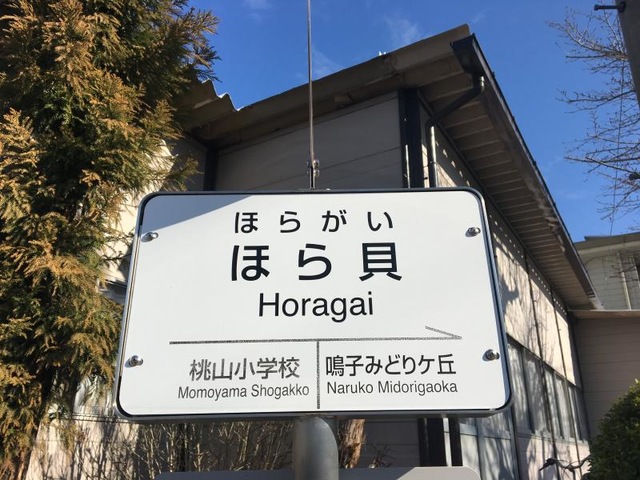 ほらがい
ほら貝
Horagai
桃山小学校 鳴子みどりケ丘
Momoyama Shogakko Naruko Midorigaoka